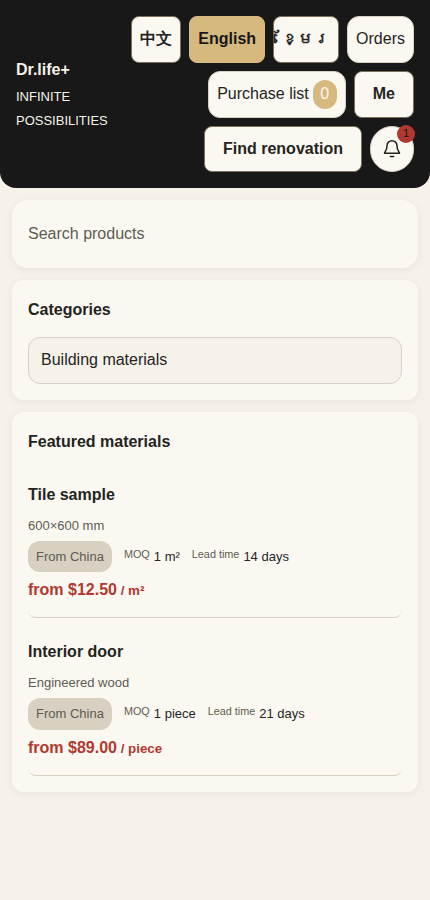 Dr.life+
INFINITE
POSSIBILITIES
中文 English ខ្មែរ Orders
Purchase list 0 Me
Find renovation 1
Search products
Categories
Building materials
Featured materials
Tile sample
600×600 mm
From China MOQ 1 m² Lead time 14 days
from $12.50 / m²
Interior door
Engineered wood
From China MOQ 1 piece Lead time 21 days
from $89.00 / piece